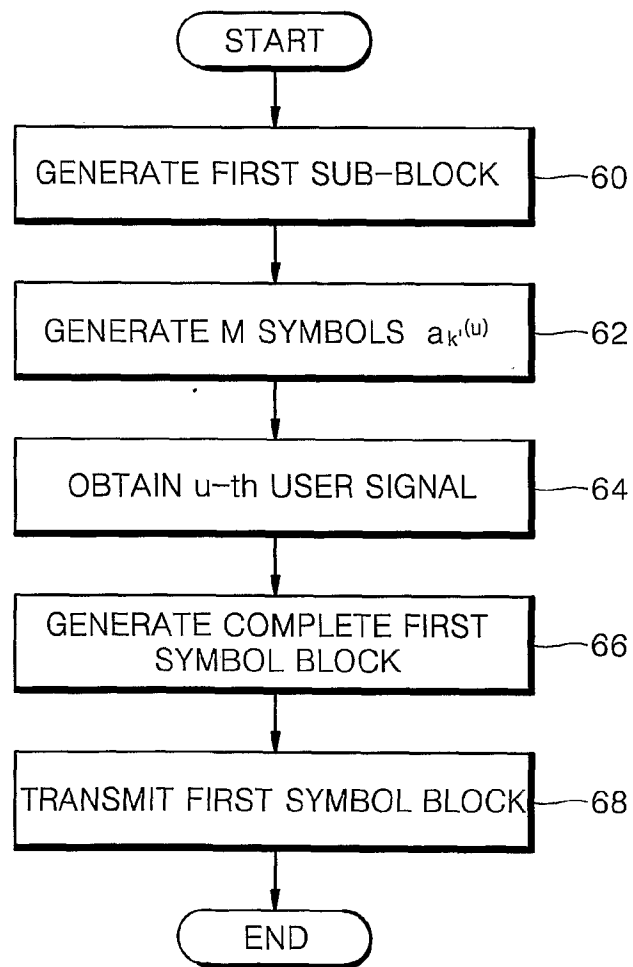 START
GENERATE FIRST SUB-BLOCK
60
GENERATE M SYMBOLS aₖ'⁽ᵘ⁾
62
OBTAIN u-th USER SIGNAL
64
GENERATE COMPLETE FIRST
SYMBOL BLOCK
66
TRANSMIT FIRST SYMBOL BLOCK
68
END